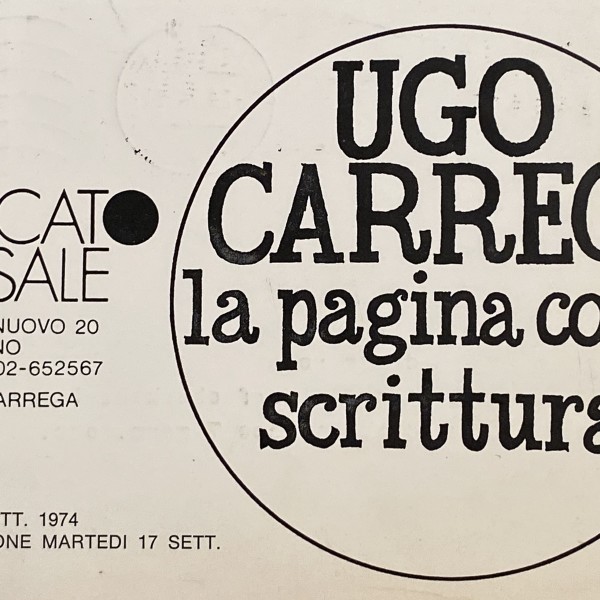 CATO
SALE
NUOVO 20
NO
02-652567
ARREGA
TT. 1974
ONE MARTEDI 17 SETT.
UGO
CARREG
la pagina co
scrittura